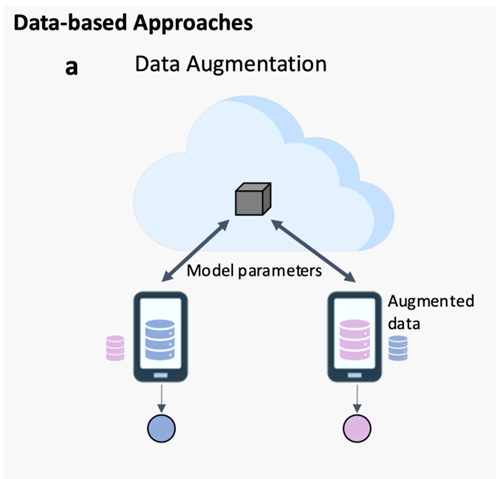 Data-based Approaches
a Data Augmentation
Model parameters
Augmented
data